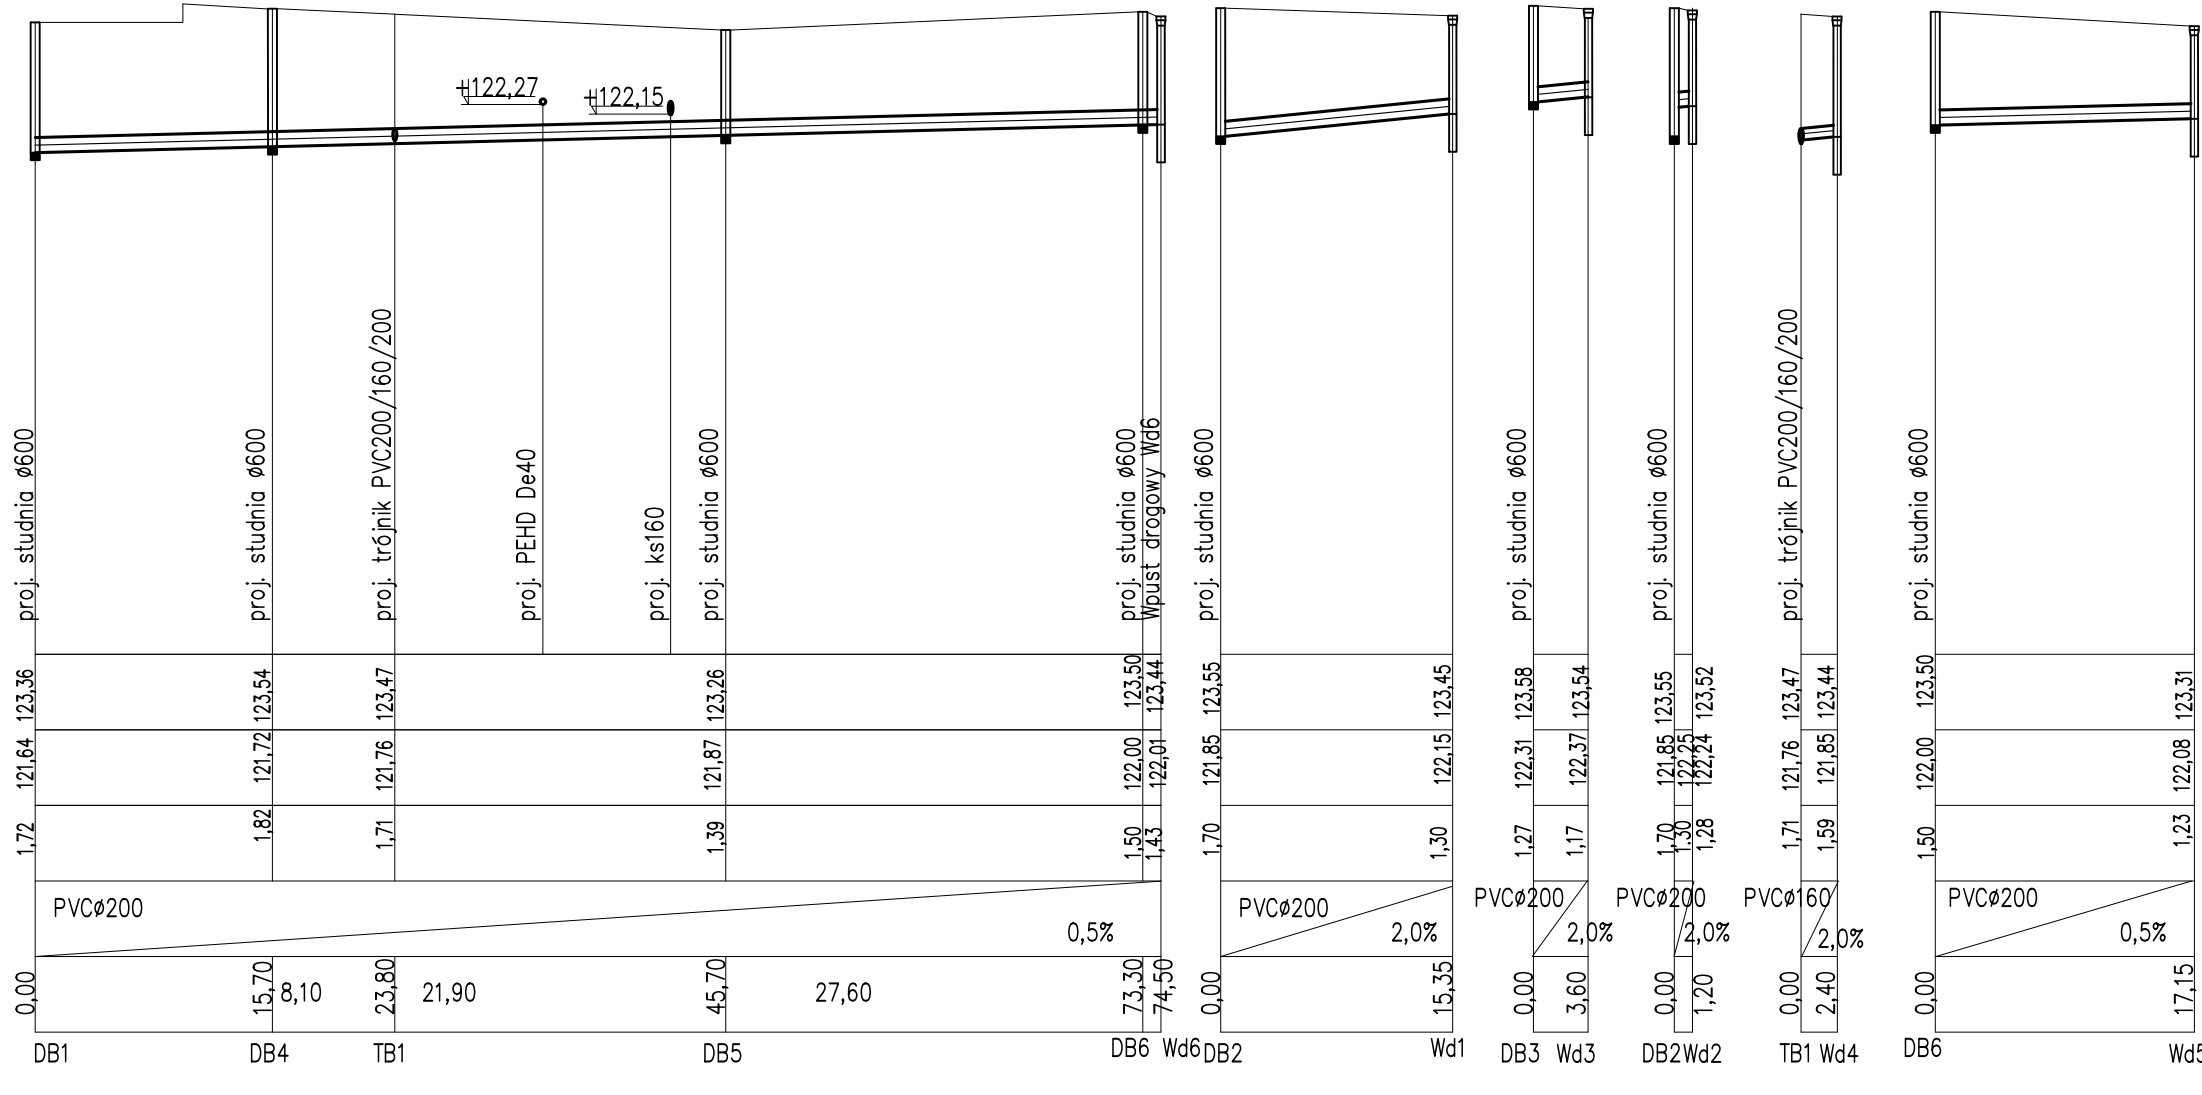 +122,27
+122,15
proj. studnia ø600
proj. studnia ø600
proj. trójnik PVC200/160/200
proj. PEHD De40
proj. ks160
proj. studnia ø600
proj. studnia ø600
Wpust drogowy Wd6
proj. studnia ø600
proj. studnia ø600
proj. studnia ø600
proj. trójnik PVC200/160/200
proj. studnia ø600
123,36
123,54
123,47
123,26
123,50
123,44
123,55
123,45
123,58
123,54
123,55
123,52
123,47
123,44
123,50
123,31
121,64
121,72
121,76
121,87
122,00
122,01
121,85
122,15
122,31
122,37
121,85
122,25
122,24
121,76
121,85
122,00
122,08
1,72
1,82
1,71
1,39
1,50
1,43
1,70
1,30
1,27
1,17
1,70
1,30
1,28
1,71
1,59
1,50
1,23
PVCø200
0,5%
PVCø200
2,0%
PVCø200
2,0%
PVCø200
2,0%
PVCø160
2,0%
PVCø200
0,5%
0,00
15,70
8,10
23,80
21,90
45,70
27,60
73,30
74,50
0,00
15,35
0,00
3,60
0,00
1,20
0,00
2,40
0,00
17,15
DB1
DB4
TB1
DB5
DB6
Wd6
DB2
Wd1
DB3
Wd3
DB2
Wd2
TB1
Wd4
DB6
Wd5